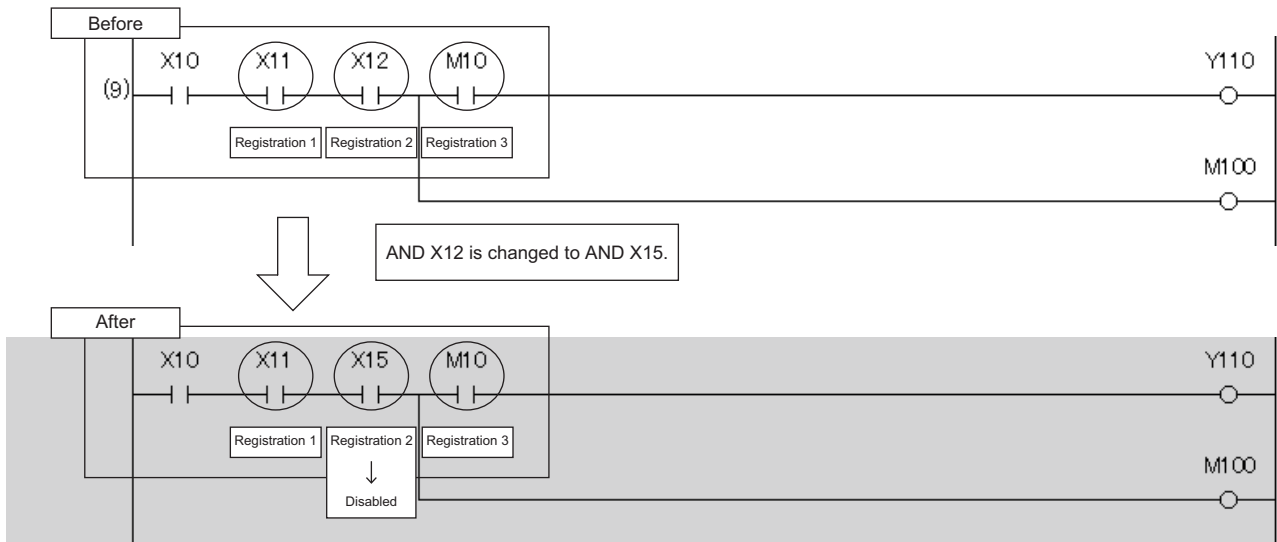 Before
X10 X11 X12 M10 Y110
(9)
Registration 1 Registration 2 Registration 3
M100
AND X12 is changed to AND X15.
After
X10 X11 X15 M10 Y110
Registration 1 Registration 2 Registration 3
↓
M100
Disabled